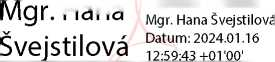 Mgr. Hana
Švejstilová
Mgr. Hana Švejstilová
Datum: 2024.01.16
12:59:43 +01'00'